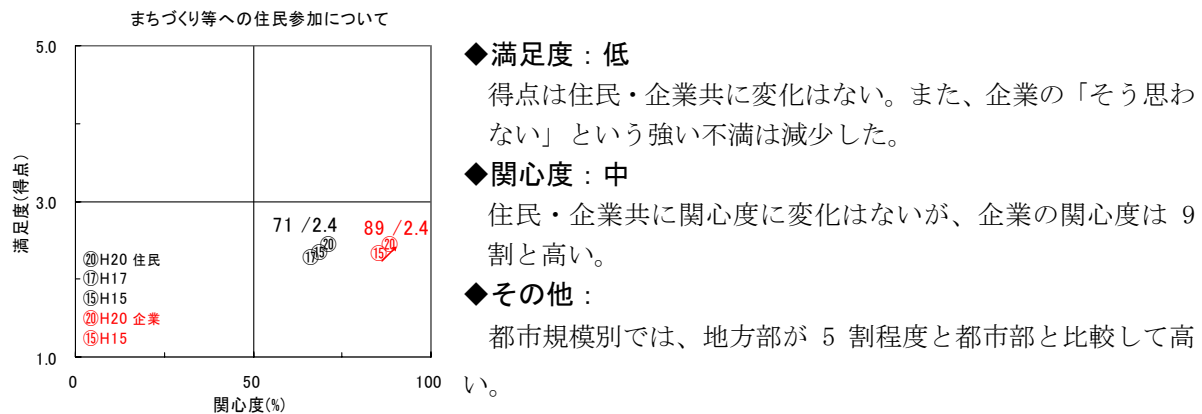 まちづくり等への住民参加について
5.0
3.0
1.0
満足度(得点)
71 /2.4
89 /2.4
⑰⑮⑳
⑮⑳
⑳H20 住民
⑰H17
⑮H15
⑳H20 企業
⑮H15
0
50
100
関心度(%)
◆満足度：低
得点は住民・企業共に変化はない。また、企業の「そう思わ
ない」という強い不満は減少した。
◆関心度：中
住民・企業共に関心度に変化はないが、企業の関心度は 9
割と高い。
◆その他：
都市規模別では、地方部が 5 割程度と都市部と比較して高
い。